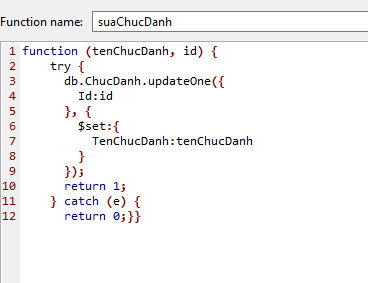 Function name: suaChucDanh
1 function (tenChucDanh, id) {
2 try {
3 db.ChucDanh.updateOne({
4 Id:id
5 }, {
6 $set:{
7 TenChucDanh:tenChucDanh
8 }
9 });
10 return 1;
11 } catch (e) {
12 return 0;}}